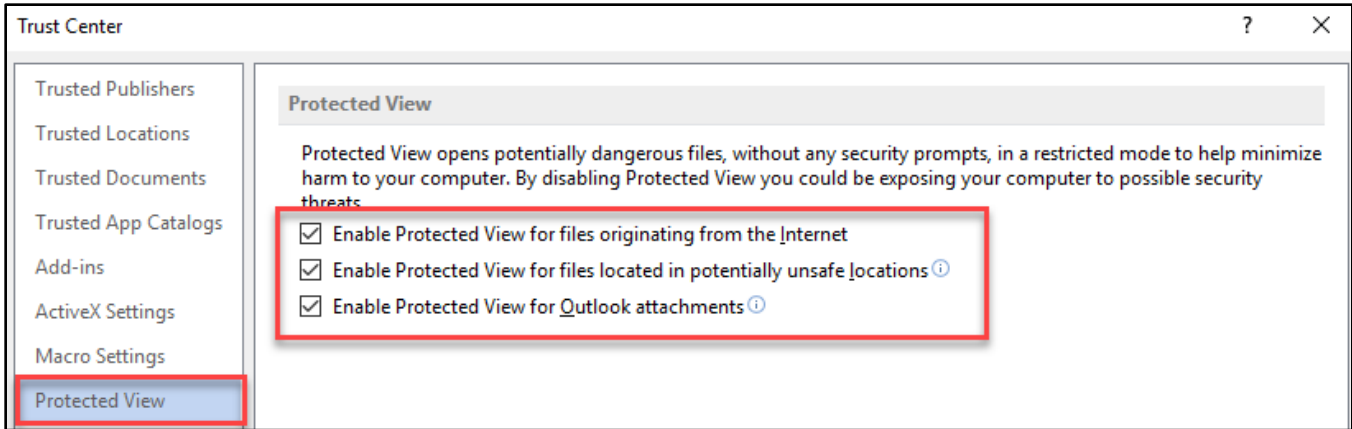 Trust Center
?
Trusted Publishers
Trusted Locations
Trusted Documents
Trusted App Catalogs
Add-ins
ActiveX Settings
Macro Settings
Protected View
Protected View
Protected View opens potentially dangerous files, without any security prompts, in a restricted mode to help minimize
harm to your computer. By disabling Protected View you could be exposing your computer to possible security
threats.
Enable Protected View for files originating from the Internet
Enable Protected View for files located in potentially unsafe locations
Enable Protected View for Outlook attachments